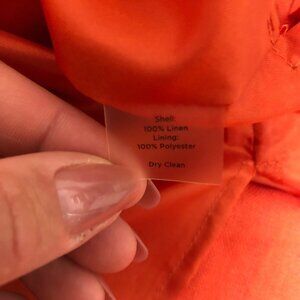 Shell:
100% Linen
Lining:
100% Polyester
Dry Clean